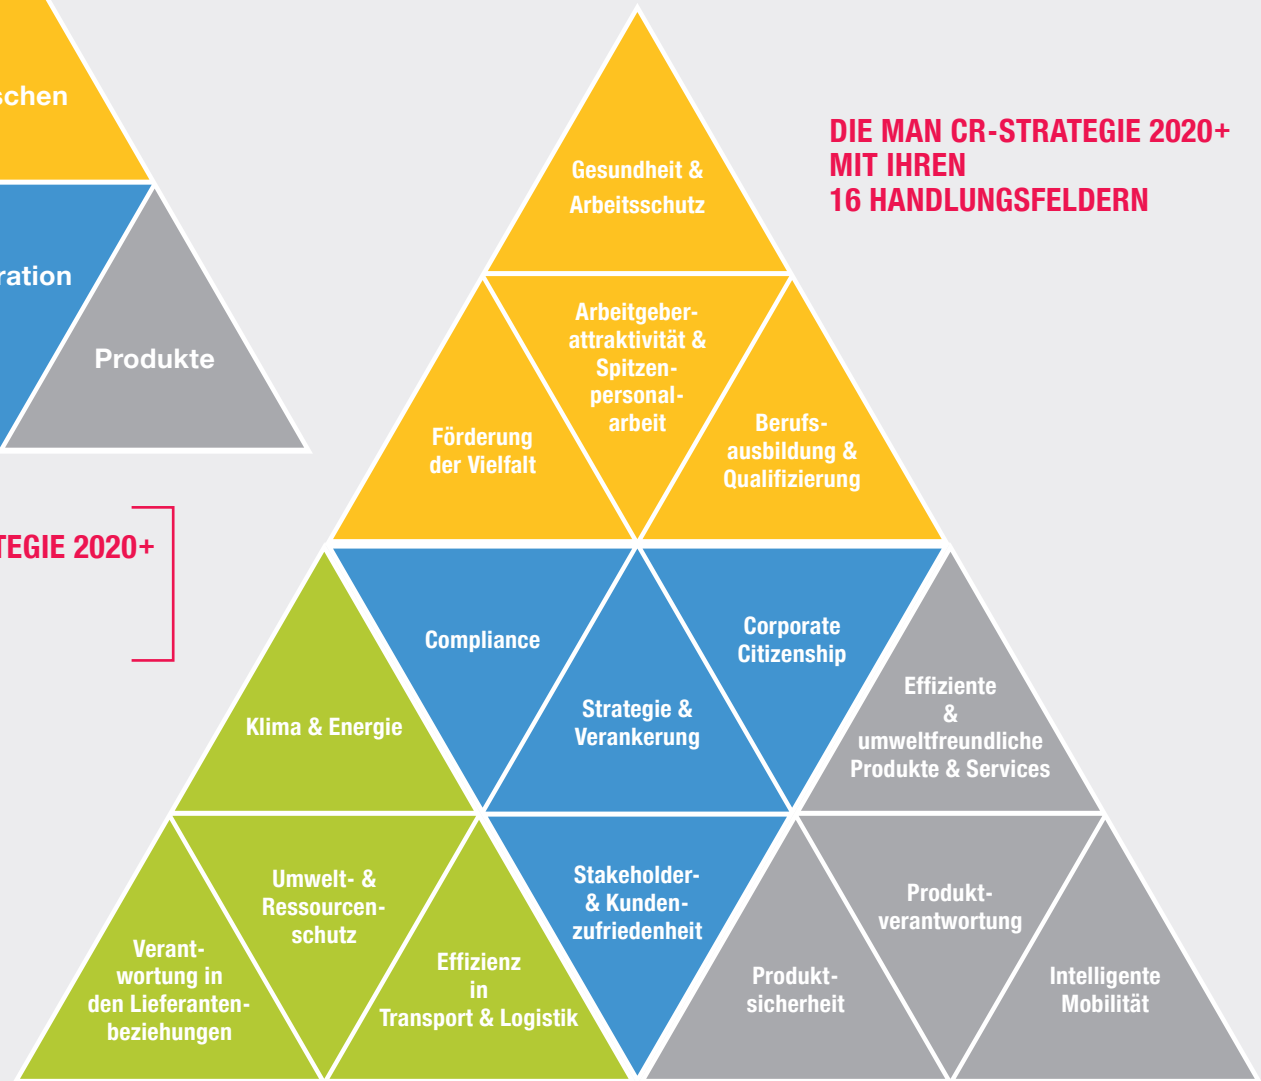 schen
ration
Produkte
TEGIE 2020+
DIE MAN CR-STRATEGIE 2020+
MIT IHREN
16 HANDLUNGSFELDERN
Gesundheit &
Arbeitsschutz
Förderung
der Vielfalt
Arbeitgeber-
attraktivität &
Spitzen-
personal-
arbeit
Berufs-
ausbildung &
Qualifizierung
Klima & Energie
Compliance
Strategie &
Verankerung
Corporate
Citizenship
Effiziente
&
umweltfreundliche
Produkte & Services
Verant-
wortung in
den Lieferanten-
beziehungen
Umwelt- &
Ressourcen-
schutz
Effizienz
in
Transport & Logistik
Stakeholder-
& Kunden-
zufriedenheit
Produkt-
sicherheit
Produkt-
verantwortung
Intelligente
Mobilität